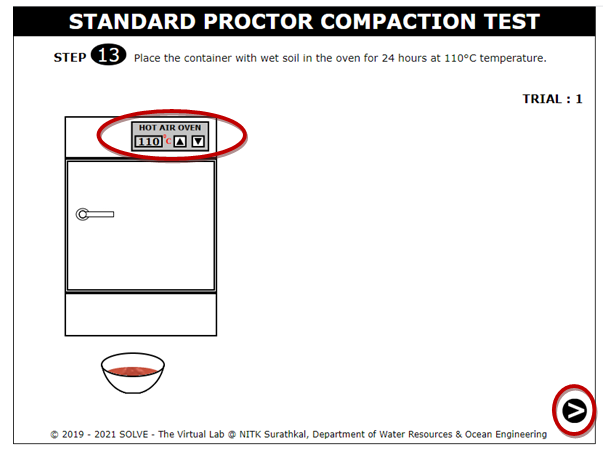 STANDARD PROCTOR COMPACTION TEST
STEP 13 Place the container with wet soil in the oven for 24 hours at 110°C temperature.
TRIAL : 1
HOT AIR OVEN
110 °C ▲ ▼
>
© 2019 - 2021 SOLVE - The Virtual Lab @ NITK Surathkal, Department of Water Resources & Ocean Engineering